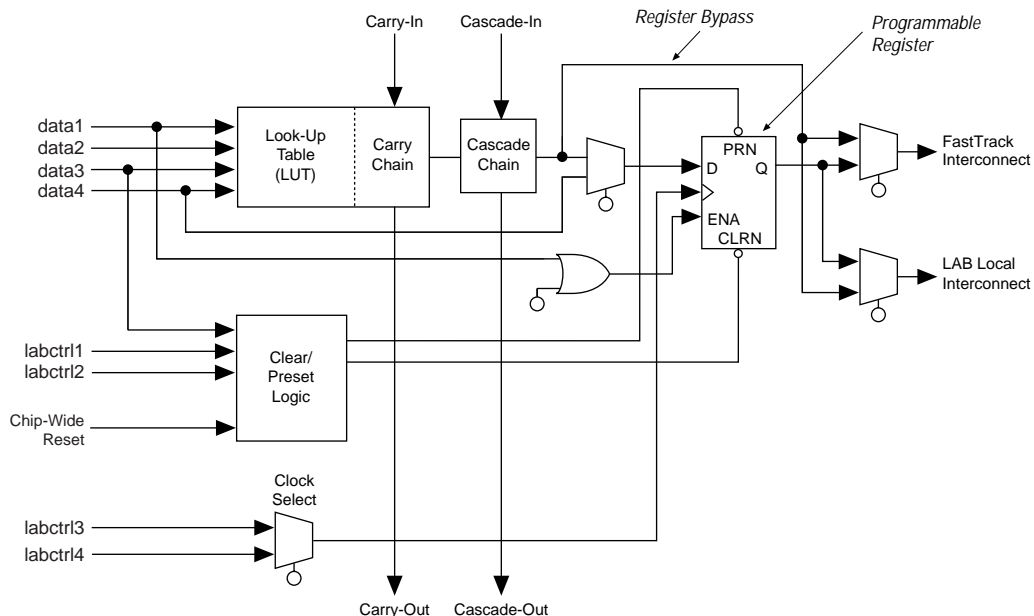 Carry-In
Cascade-In
Register Bypass
Programmable
Register
data1
data2
data3
data4
Look-Up
Table
(LUT)
Carry
Chain
Cascade
Chain
PRN
D
Q
ENA
CLRN
FastTrack
Interconnect
LAB Local
Interconnect
labctrl1
labctrl2
Clear/
Preset
Logic
Chip-Wide
Reset
Clock
Select
labctrl3
labctrl4
Carry-Out
Cascade-Out